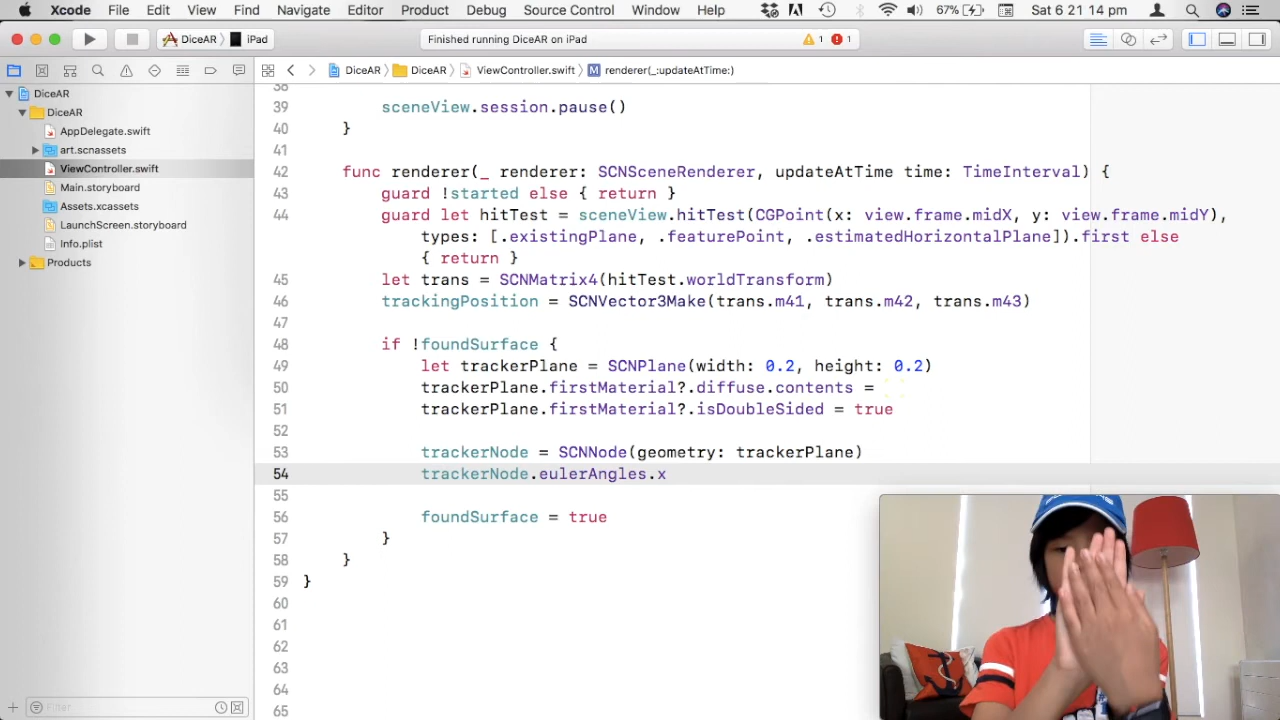 Xcode File Edit View Find Navigate Editor Product Debug Source Control Window Help 67% Sat 6 21 14 pm
DiceAR iPad Finished running DiceAR on iPad 1 1
DiceAR DiceAR ViewController.swift M renderer(_:updateAtTime:)
DiceAR
DiceAR
AppDelegate.swift
art.scnassets
ViewController.swift
Main.storyboard
Assets.xcassets
LaunchScreen.storyboard
Info.plist
Products
Filter
38
39 sceneView.session.pause()
40 }
41
42 func renderer(_ renderer: SCNSceneRenderer, updateAtTime time: TimeInterval) {
43 guard !started else { return }
44 guard let hitTest = sceneView.hitTest(CGPoint(x: view.frame.midX, y: view.frame.midY),
types: [.existingPlane, .featurePoint, .estimatedHorizontalPlane]).first else
{ return }
45 let trans = SCNMatrix4(hitTest.worldTransform)
46 trackingPosition = SCNVector3Make(trans.m41, trans.m42, trans.m43)
47
48 if !foundSurface {
49 let trackerPlane = SCNPlane(width: 0.2, height: 0.2)
50 trackerPlane.firstMaterial?.diffuse.contents =
51 trackerPlane.firstMaterial?.isDoubleSided = true
52
53 trackerNode = SCNNode(geometry: trackerPlane)
54 trackerNode.eulerAngles.x
55
56 foundSurface = true
57 }
58 }
59 }
60
61
62
63
64
65